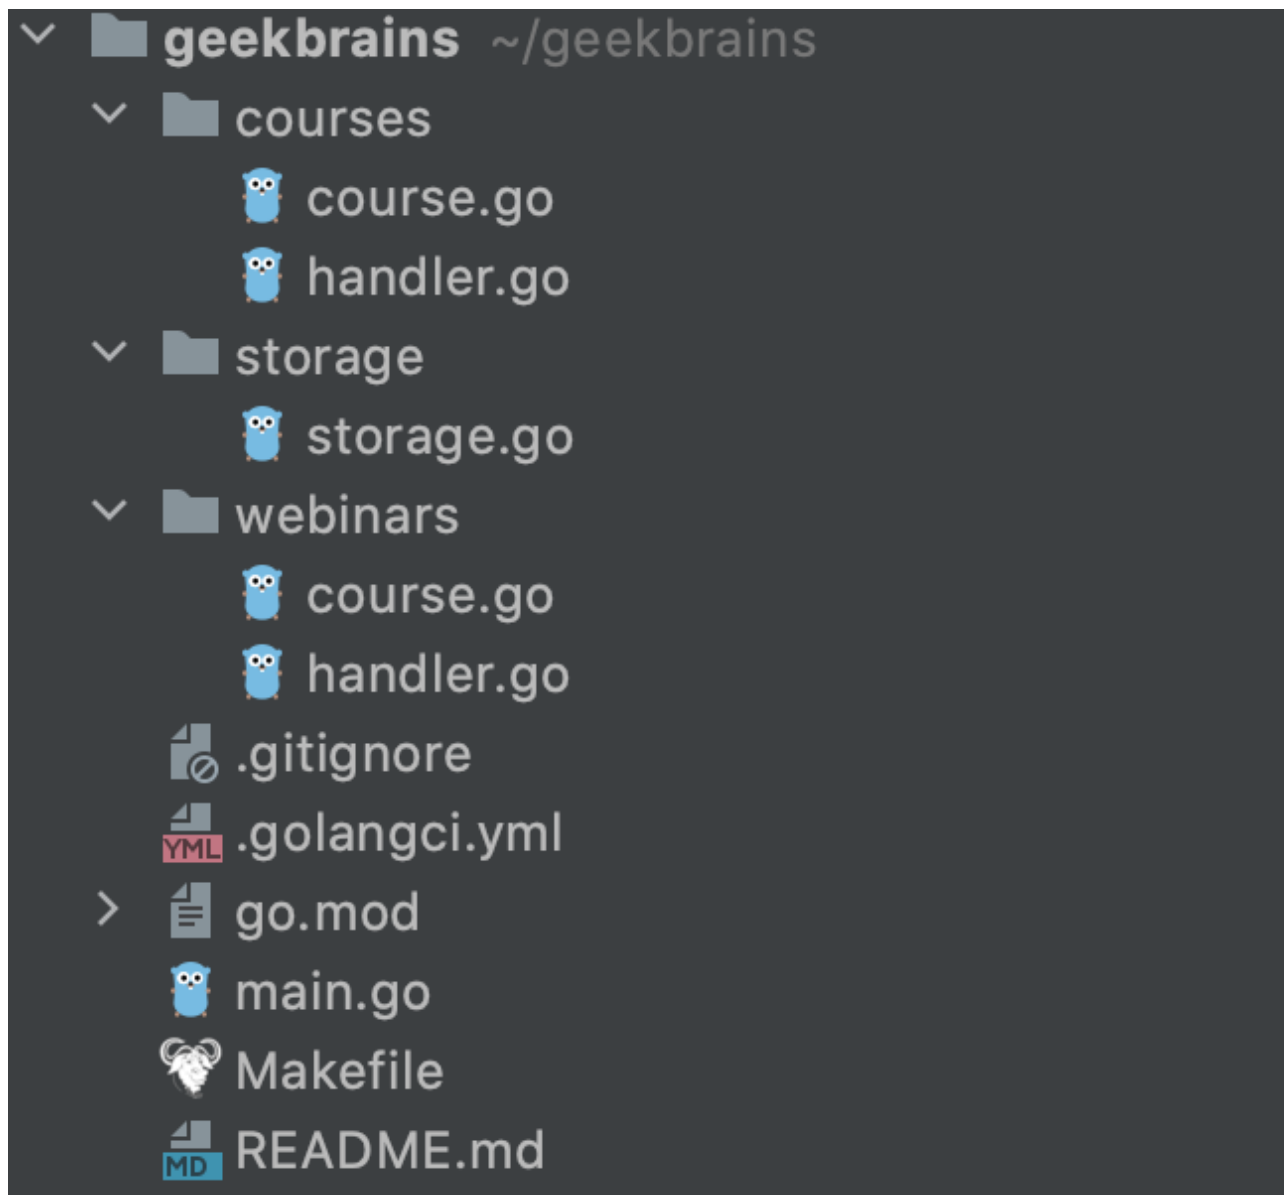 geekbrains ~/geekbrains
courses
course.go
handler.go
storage
storage.go
webinars
course.go
handler.go
.gitignore
YML .golangci.yml
go.mod
main.go
Makefile
MD README.md